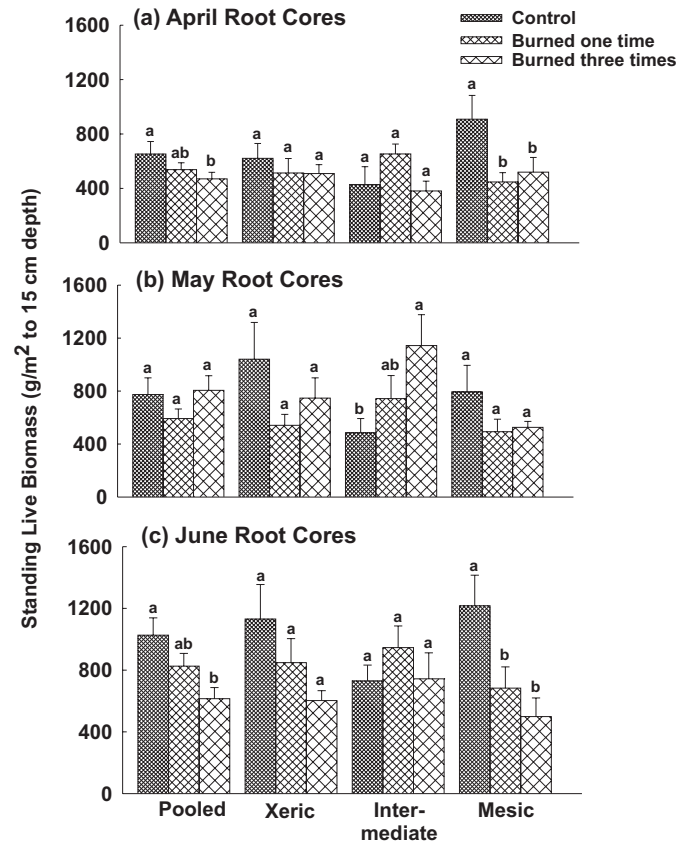 (a) April Root Cores
Control
Burned one time
Burned three times
1600
1200
800
400
0
a
ab
b
a
a
a
a
a
a
a
b
b
Standing Live Biomass (g/m² to 15 cm depth)
(b) May Root Cores
1600
1200
800
400
0
a
a
a
a
a
a
b
ab
a
a
a
a
(c) June Root Cores
1600
1200
800
400
0
a
ab
b
a
a
a
a
a
a
a
b
b
Pooled
Xeric
Inter-
mediate
Mesic